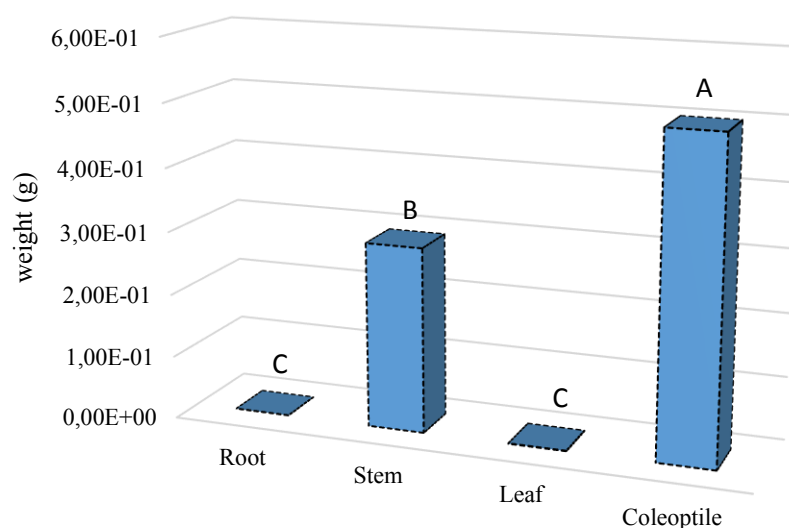 6,00E-01
5,00E-01
4,00E-01
3,00E-01
2,00E-01
1,00E-01
0,00E+00
weight (g)
C
B
C
A
Root
Stem
Leaf
Coleoptile